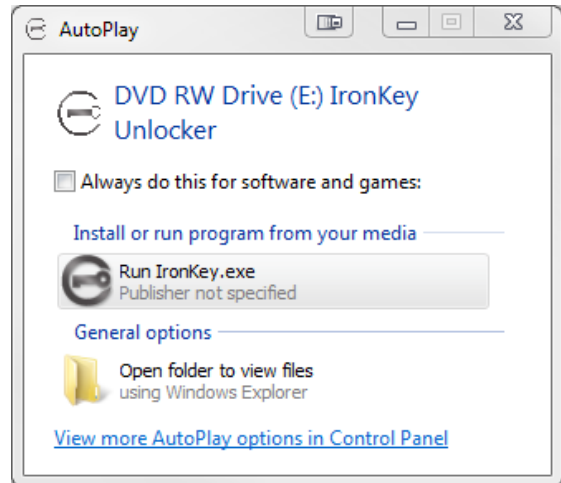 AutoPlay
DVD RW Drive (E:) IronKey
Unlocker
Always do this for software and games:
Install or run program from your media
Run IronKey.exe
Publisher not specified
General options
Open folder to view files
using Windows Explorer
View more AutoPlay options in Control Panel